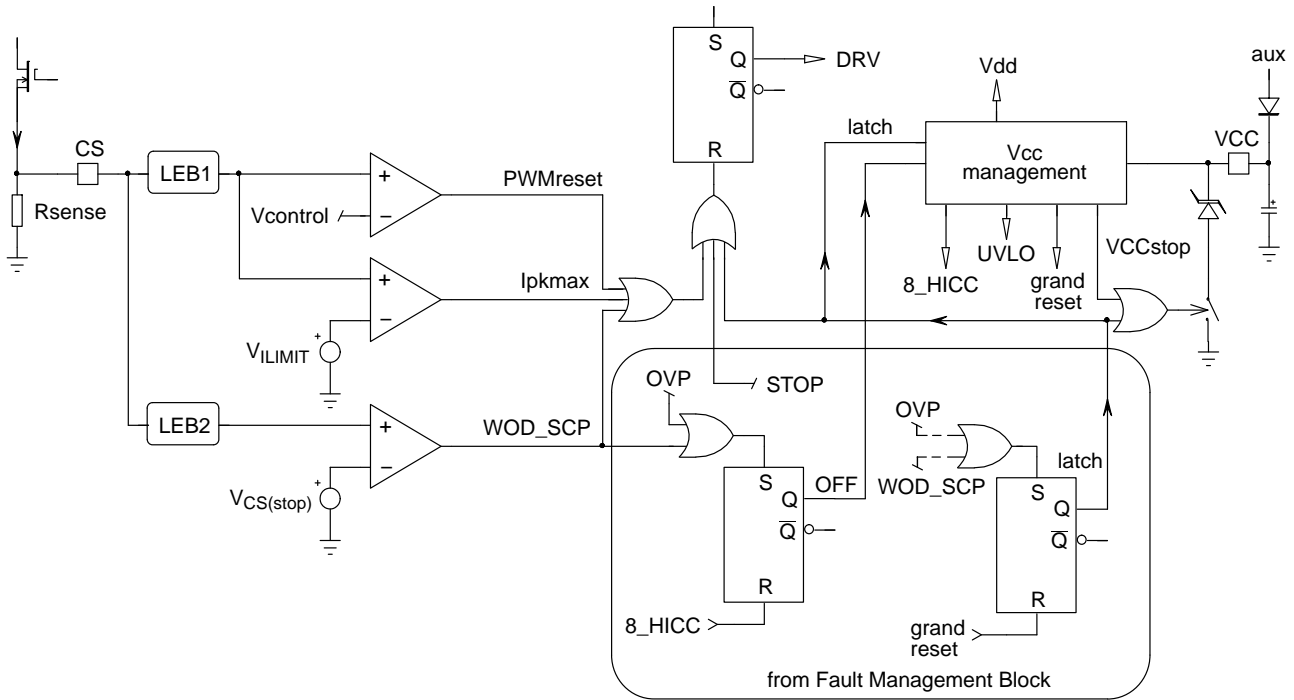 S
Q
Q
R
DRV
aux
Vdd
latch
VCC
CS
LEB1
Vcc
management
+
−
PWMreset
Rsense
Vcontrol
UVLO
VCCstop
8_HICC
grand
reset
+
−
Ipkmax
+
VILIMIT
OVP
STOP
LEB2
+
−
WOD_SCP
OVP
latch
WOD_SCP
+
VCS(stop)
S
Q
Q
R
OFF
S
Q
Q
R
8_HICC
grand
reset
from Fault Management Block
+